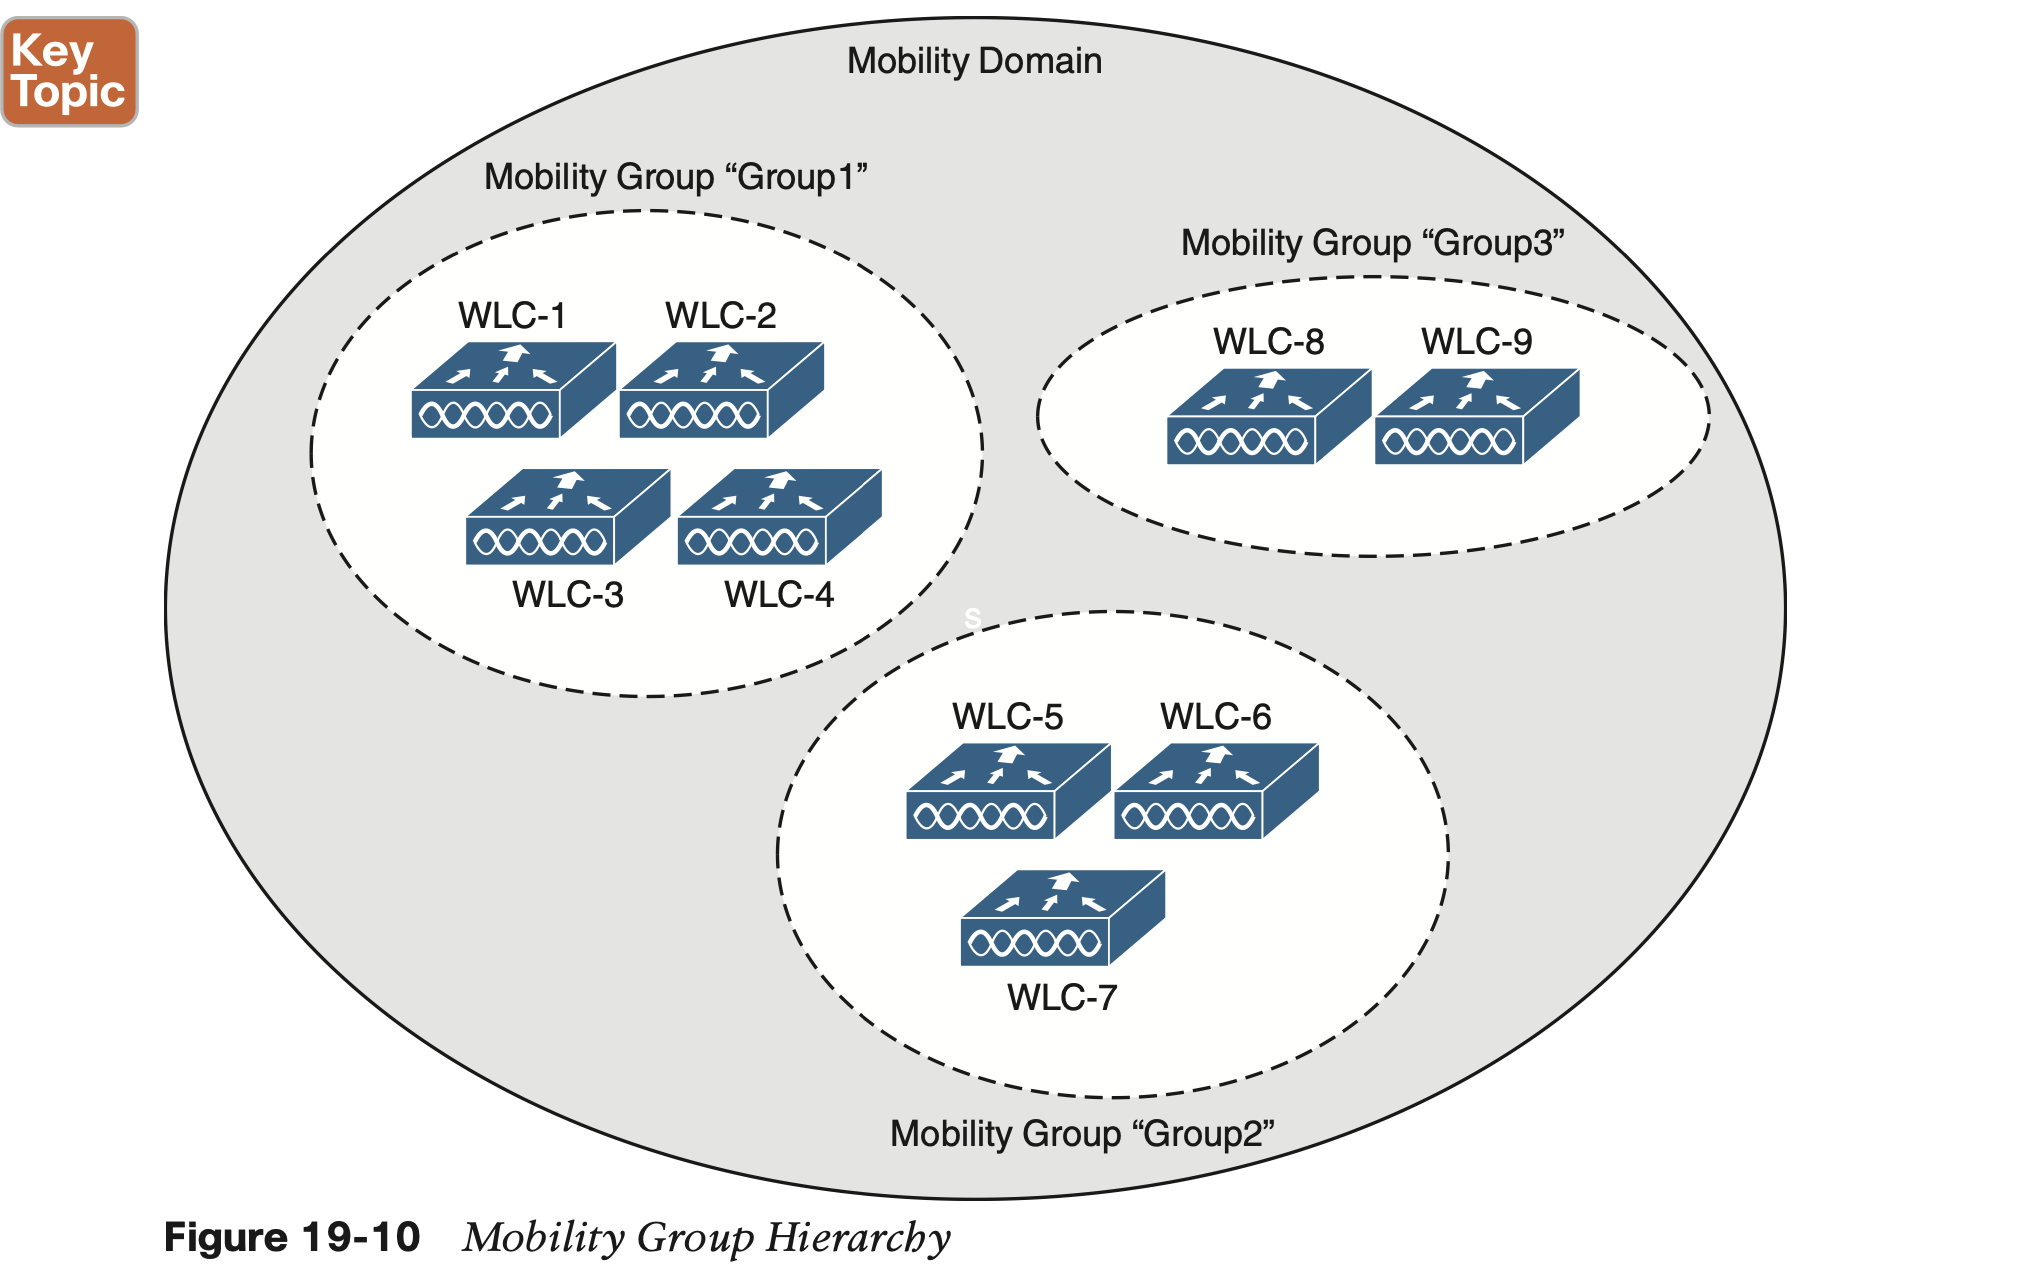 Key
Topic
Mobility Domain
Mobility Group “Group1”
Mobility Group “Group3”
WLC-1
WLC-2
WLC-8
WLC-9
WLC-3
WLC-4
s
WLC-5
WLC-6
WLC-7
Mobility Group “Group2”
Figure 19-10 Mobility Group Hierarchy